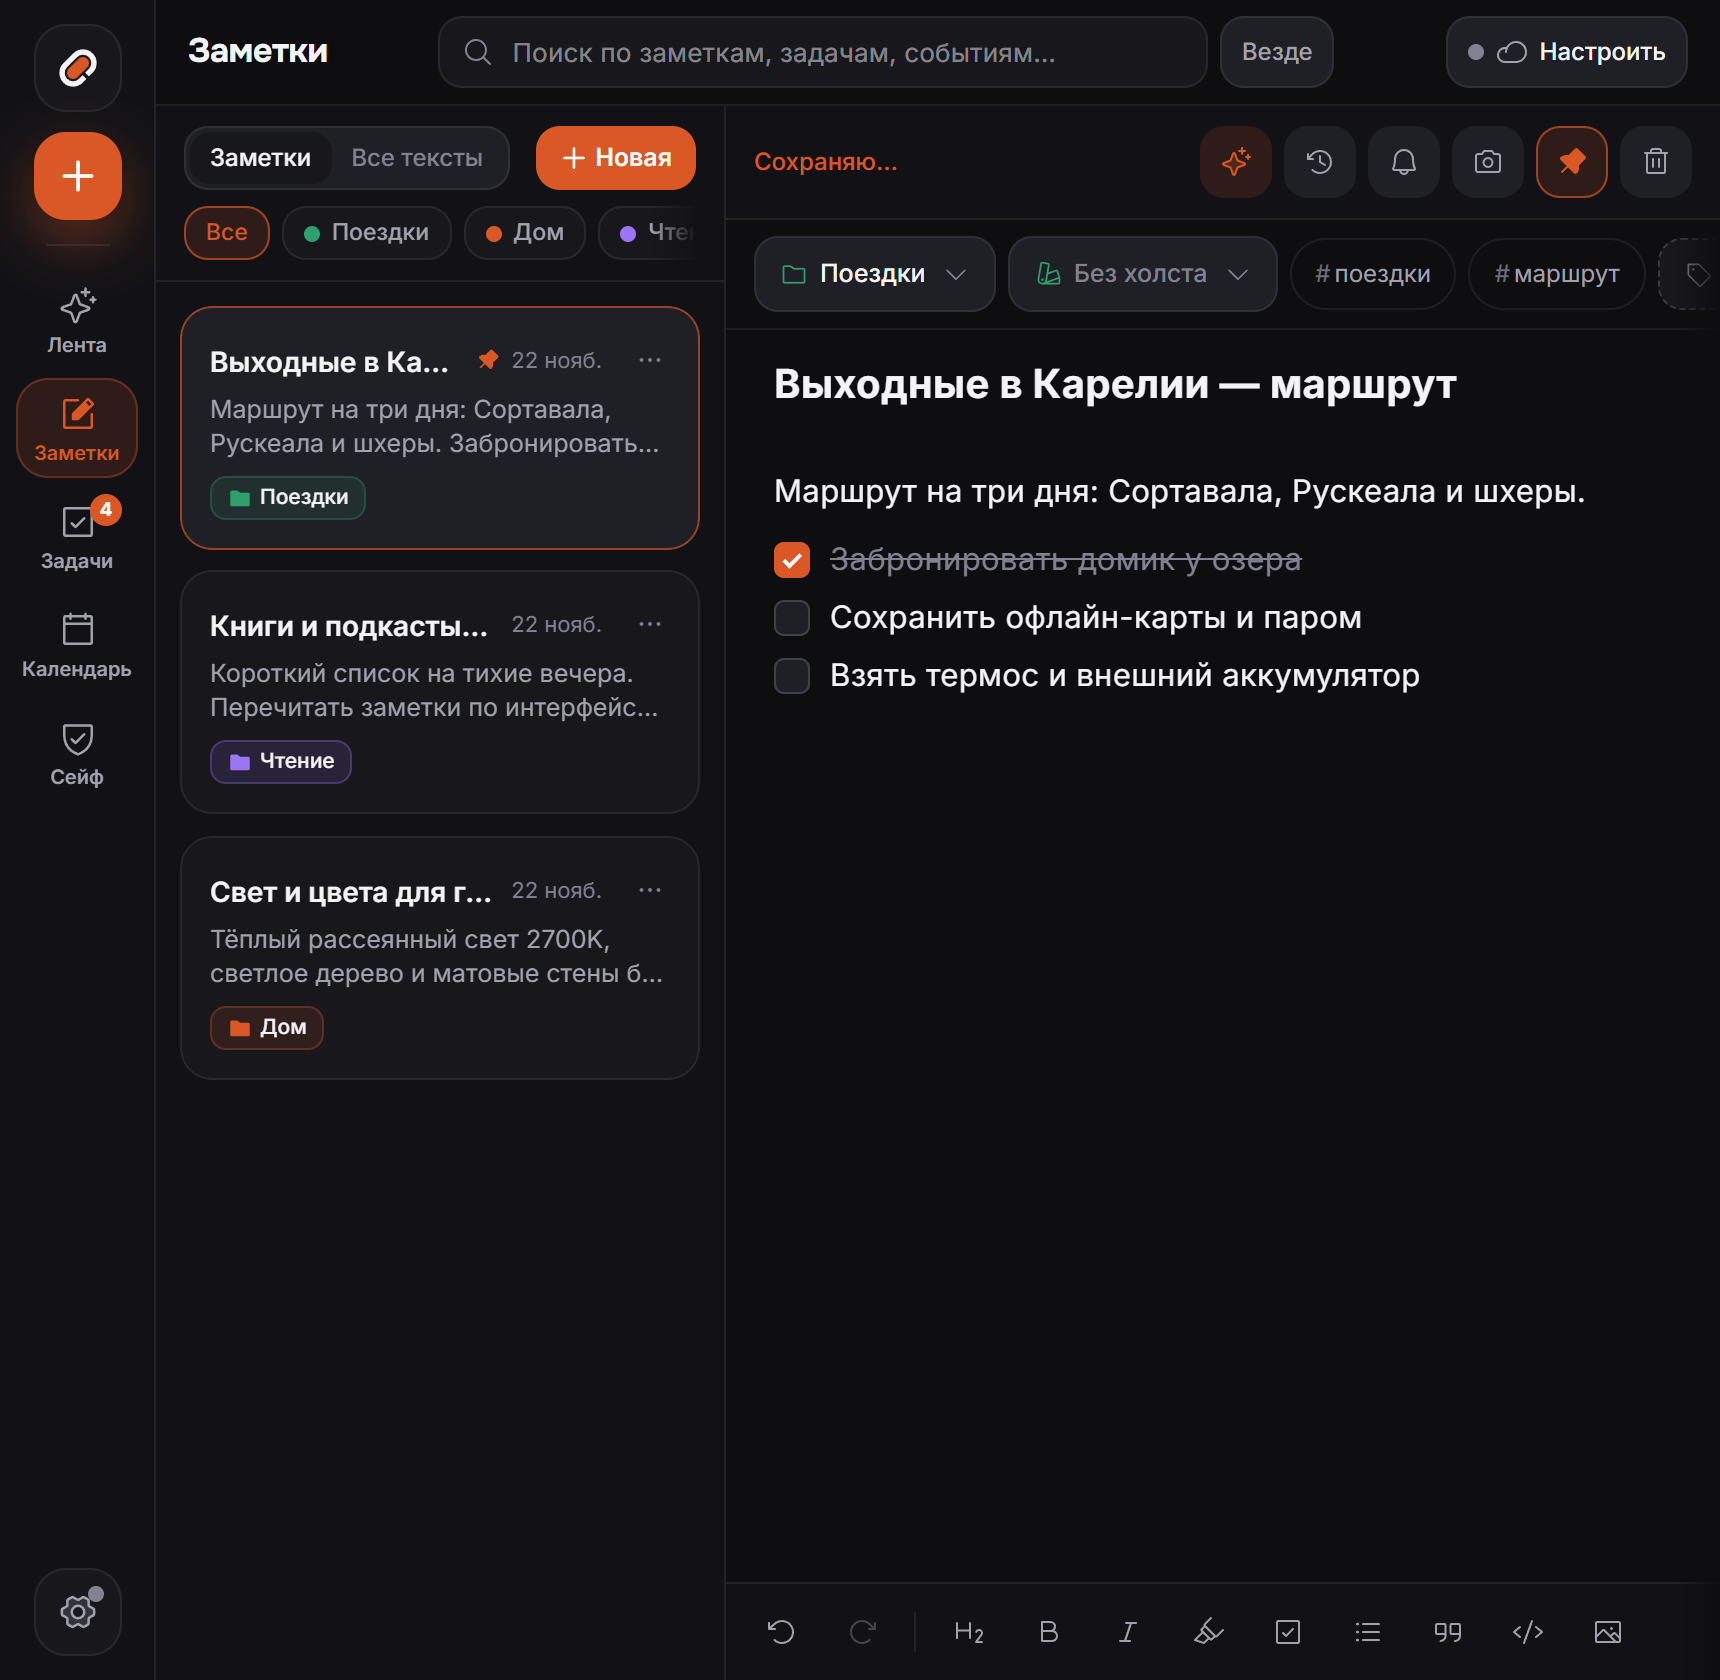 Заметки
Поиск по заметкам, задачам, событиям...
Везде
Настроить
Лента
Заметки
4
Задачи
Календарь
Сейф
Заметки
Все тексты
Новая
Все
Поездки
Дом
Выходные в Ка...
22 нояб.
Маршрут на три дня: Сортавала,
Рускеала и шхеры. Забронировать...
Поездки
Книги и подкасты...
22 нояб.
Короткий список на тихие вечера.
Перечитать заметки по интерфейс...
Чтение
Свет и цвета для г...
22 нояб.
Тёплый рассеянный свет 2700K,
светлое дерево и матовые стены б...
Дом
Сохраняю...
Поездки
Без холста
#поездки
#маршрут
Выходные в Карелии — маршрут
Маршрут на три дня: Сортавала, Рускеала и шхеры.
Забронировать домик у озера
Сохранить офлайн-карты и паром
Взять термос и внешний аккумулятор
H2
B
I